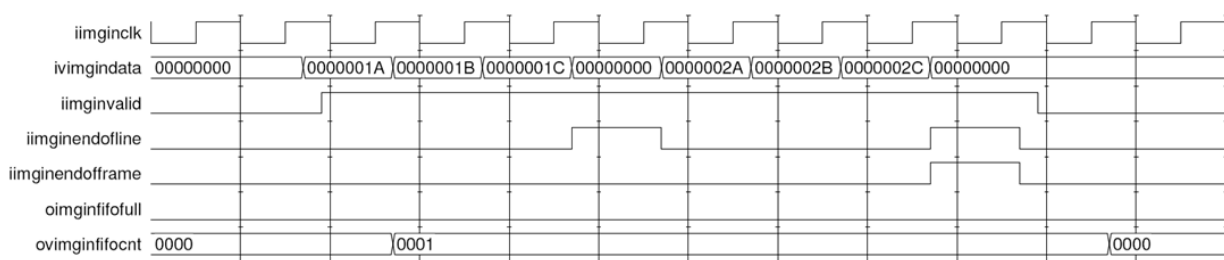 iimginclk
ivimgindata 00000000 0000001A 0000001B 0000001C 00000000 0000002A 0000002B 0000002C 00000000
iimginvalid
iimginendofline
iimginendofframe
oimginfifofull
ovimginfifocnt 0000 0001 0000